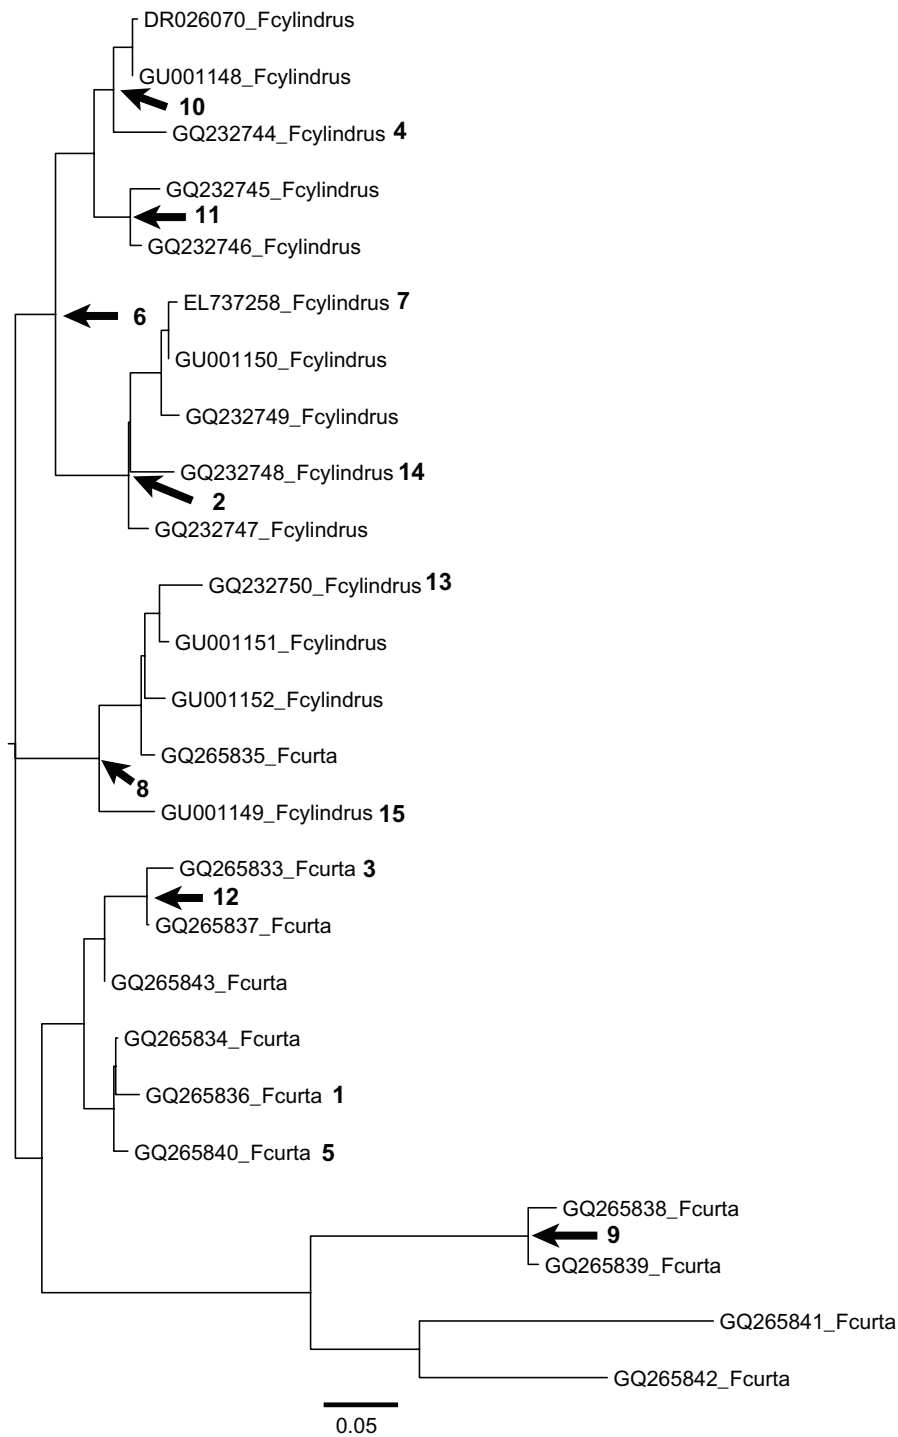 DR026070_Fcylindrus
GU001148_Fcylindrus
10
GQ232744_Fcylindrus 4
GQ232745_Fcylindrus
11
GQ232746_Fcylindrus
EL737258_Fcylindrus 7
6
GU001150_Fcylindrus
GQ232749_Fcylindrus
GQ232748_Fcylindrus 14
2
GQ232747_Fcylindrus
GQ232750_Fcylindrus 13
GU001151_Fcylindrus
GU001152_Fcylindrus
GQ265835_Fcurta
8
GU001149_Fcylindrus 15
GQ265833_Fcurta 3
12
GQ265837_Fcurta
GQ265843_Fcurta
GQ265834_Fcurta
GQ265836_Fcurta 1
GQ265840_Fcurta 5
GQ265838_Fcurta
9
GQ265839_Fcurta
GQ265841_Fcurta
GQ265842_Fcurta
0.05